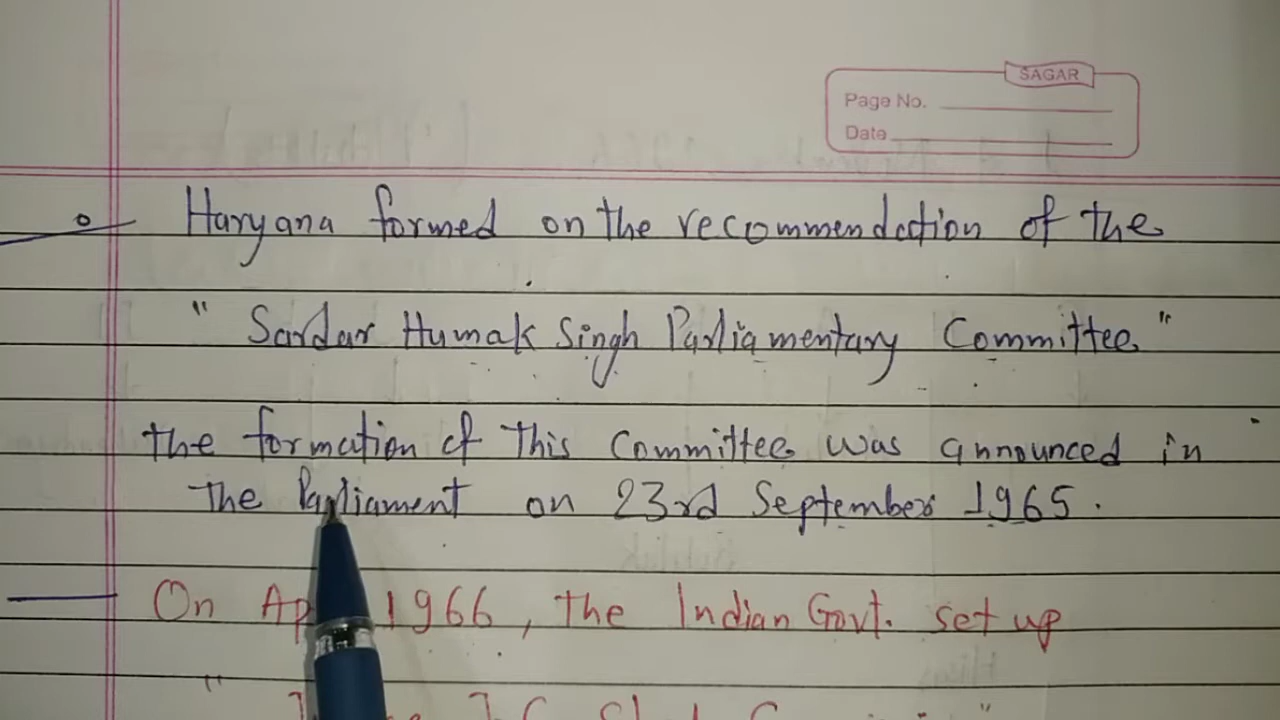 SAGAR
Page No.
Date
Haryana formed on the recommendation of the
" Sardar Humak Singh Parliamentary Committee "
the formation of This Committee was announced in
The Parliament on 23rd September 1965.
On 1966, the Indian Govt. set up